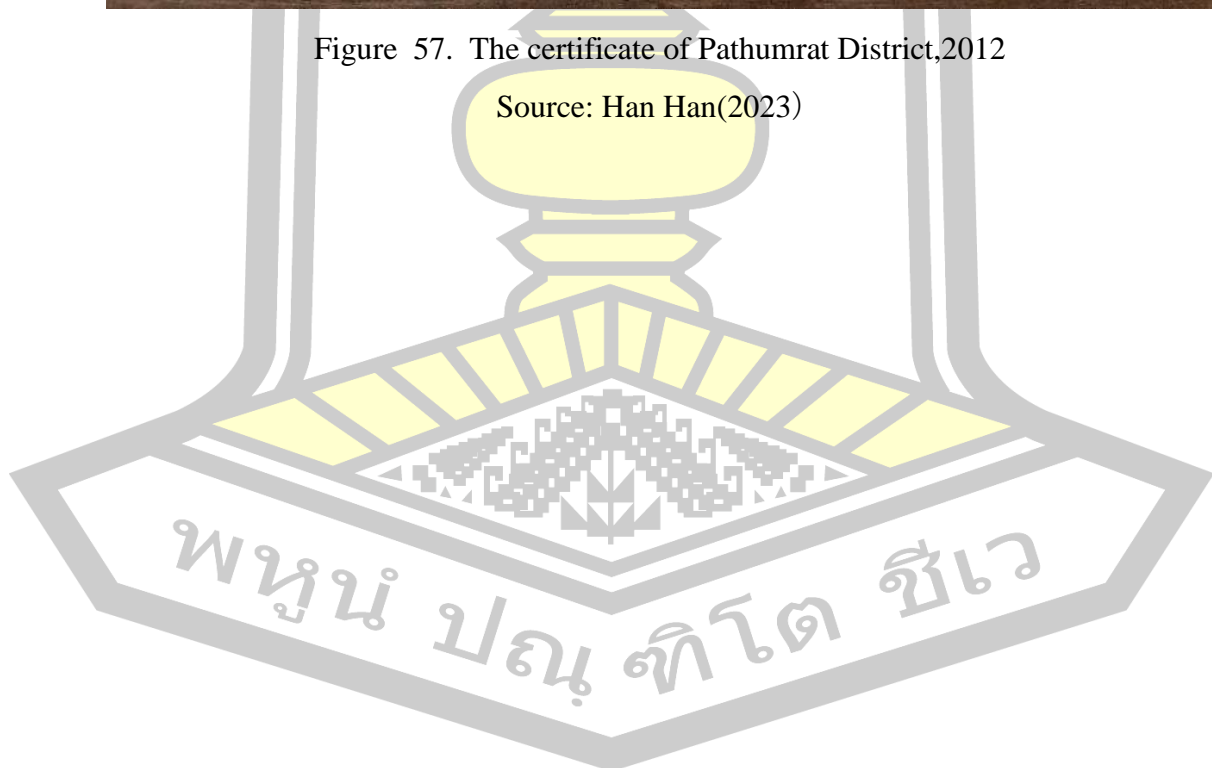 Figure  57.  The certificate of Pathumrat District,2012
Source: Han Han(2023）
พหูนํ ปณฺฑิโต ชีเว